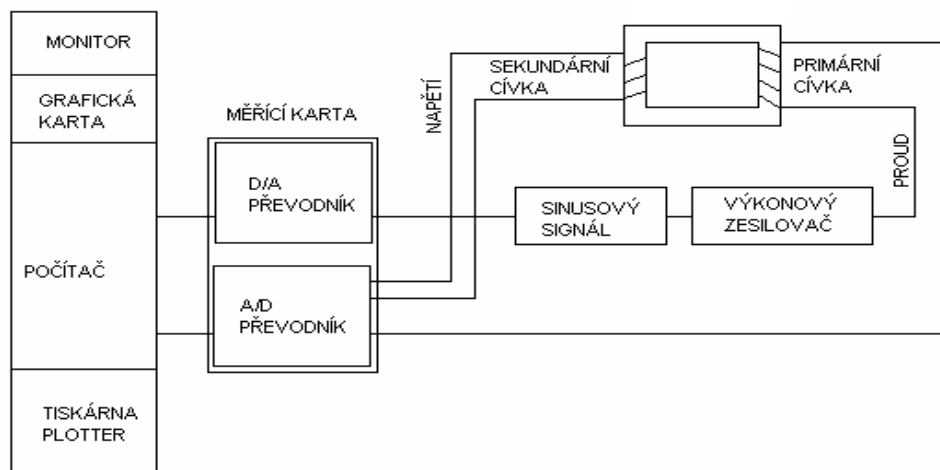 MONITOR
GRAFICKÁ
KARTA
POČÍTAČ
TISKÁRNA
PLOTTER
MĚŘÍCÍ KARTA
D/A
PŘEVODNÍK
A/D
PŘEVODNÍK
NAPĚTÍ
SEKUNDÁRNÍ
CÍVKA
PRIMÁRNÍ
CÍVKA
PROUD
SINUSOVÝ
SIGNÁL
VÝKONOVÝ
ZESILOVAČ